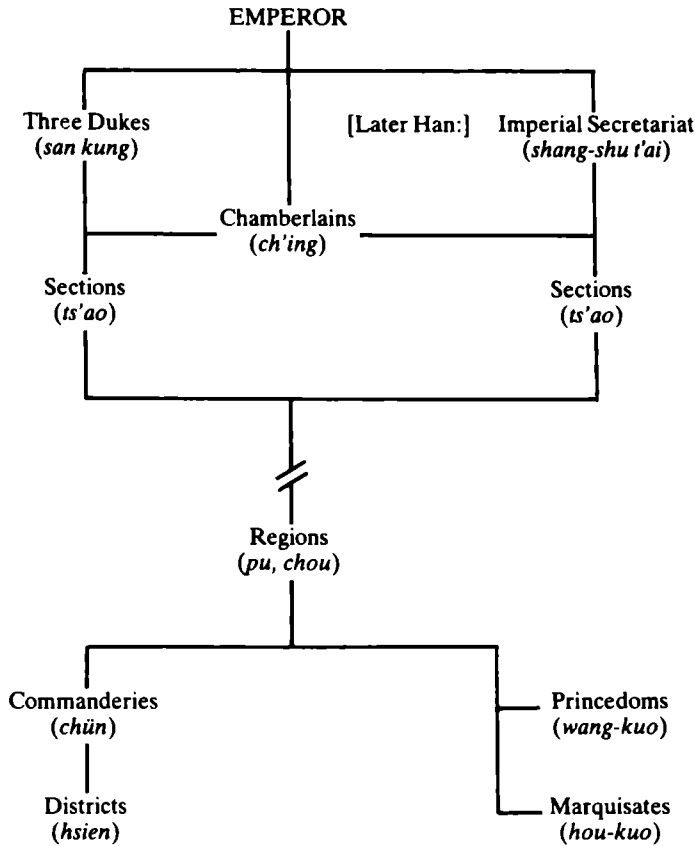 EMPEROR
Three Dukes
(san kung)
[Later Han:]
Imperial Secretariat
(shang-shu t'ai)
Chamberlains
(ch'ing)
Sections
(ts'ao)
Sections
(ts'ao)
Regions
(pu, chou)
Commanderies
(chün)
Princedoms
(wang-kuo)
Districts
(hsien)
Marquisates
(hou-kuo)